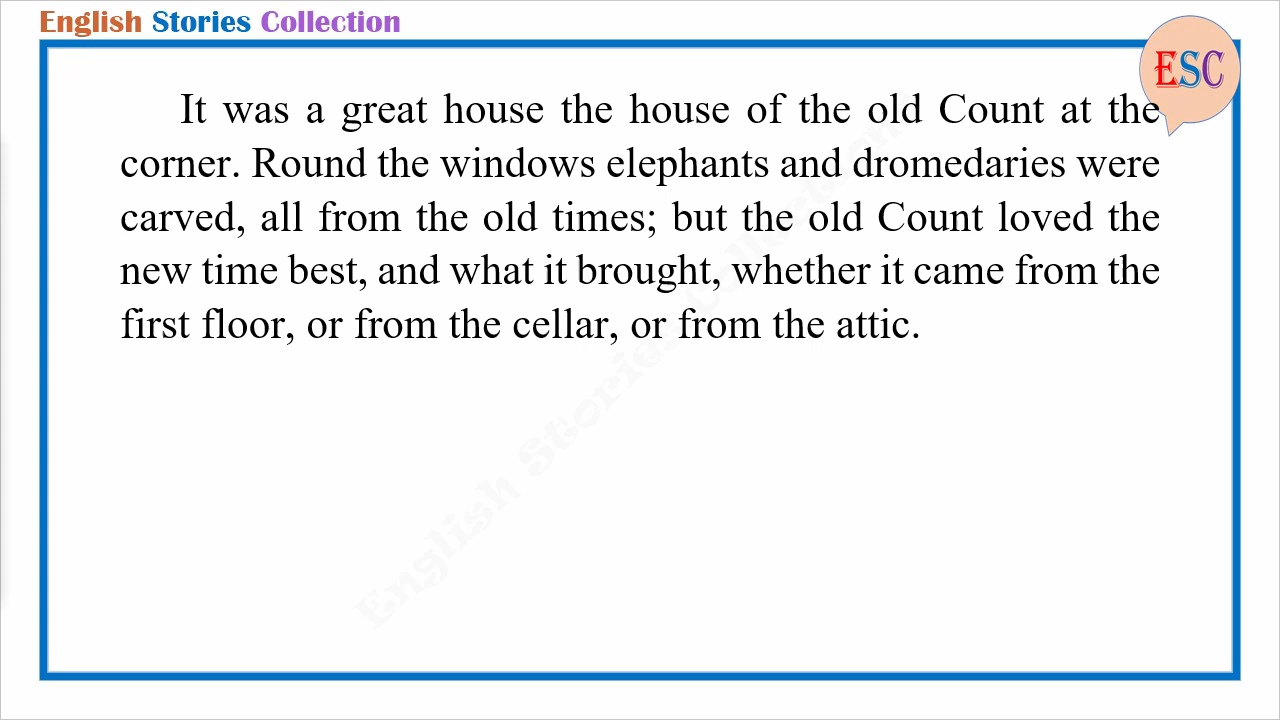 English Stories Collection
ESC
It was a great house the house of the old Count at the
corner. Round the windows elephants and dromedaries were
carved, all from the old times; but the old Count loved the
new time best, and what it brought, whether it came from the
first floor, or from the cellar, or from the attic.
English Stories Collection